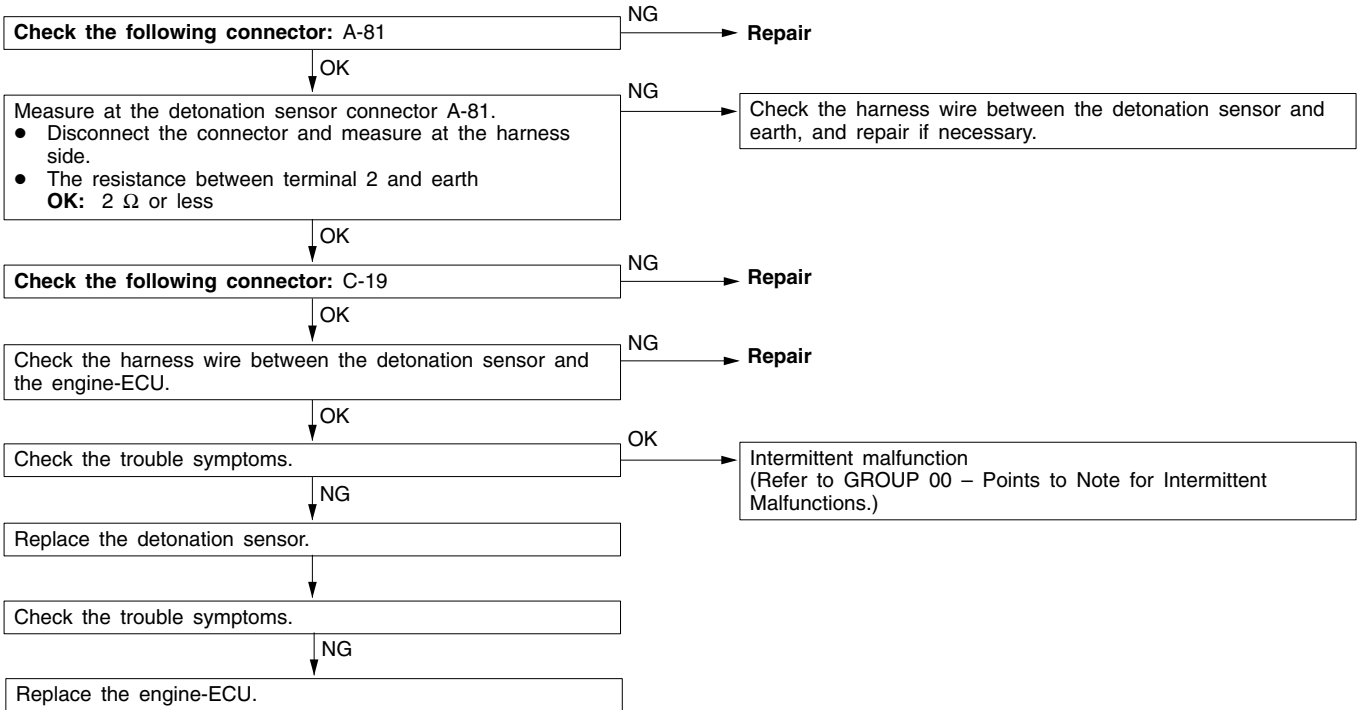 Check the following connector: A-81
NG
Repair
OK
Measure at the detonation sensor connector A-81.
● Disconnect the connector and measure at the harness
side.
● The resistance between terminal 2 and earth
OK: 2 Ω or less
NG
Check the harness wire between the detonation sensor and
earth, and repair if necessary.
OK
Check the following connector: C-19
NG
Repair
OK
Check the harness wire between the detonation sensor and
the engine-ECU.
NG
Repair
OK
Check the trouble symptoms.
OK
Intermittent malfunction
(Refer to GROUP 00 – Points to Note for Intermittent
Malfunctions.)
NG
Replace the detonation sensor.
Check the trouble symptoms.
NG
Replace the engine-ECU.